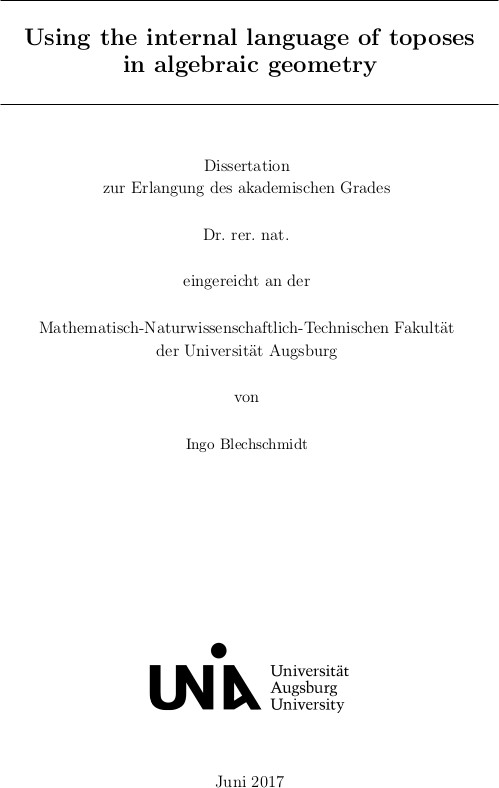 Using the internal language of toposes
in algebraic geometry
Dissertation
zur Erlangung des akademischen Grades
Dr. rer. nat.
eingereicht an der
Mathematisch-Naturwissenschaftlich-Technischen Fakultät
der Universität Augsburg
von
Ingo Blechschmidt
UNIA
Universität
Augsburg
University
Juni 2017